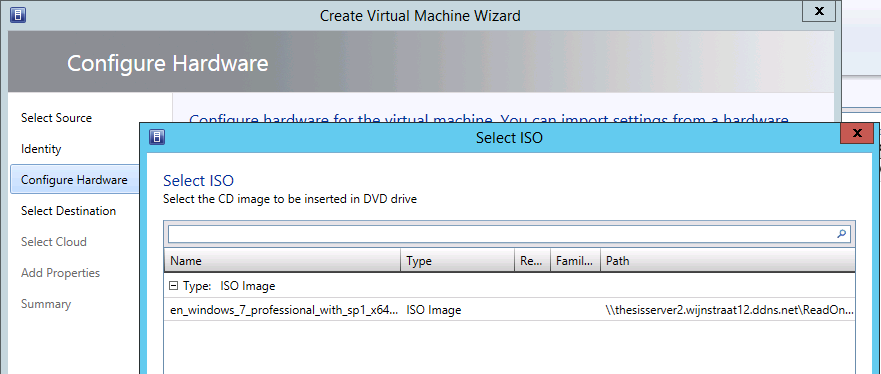 Create Virtual Machine Wizard
x
Configure Hardware
Select Source
Identity
Configure Hardware
Select Destination
Select Cloud
Add Properties
Summary
Configure hardware for the virtual machine. You can import settings from a hardware
Select ISO
x
Select ISO
Select the CD image to be inserted in DVD drive
Name Type Re... Famil... Path
Type: ISO Image
en_windows_7_professional_with_sp1_x64... ISO Image \\thesisserver2.wijnstraat12.ddns.net\ReadOn...